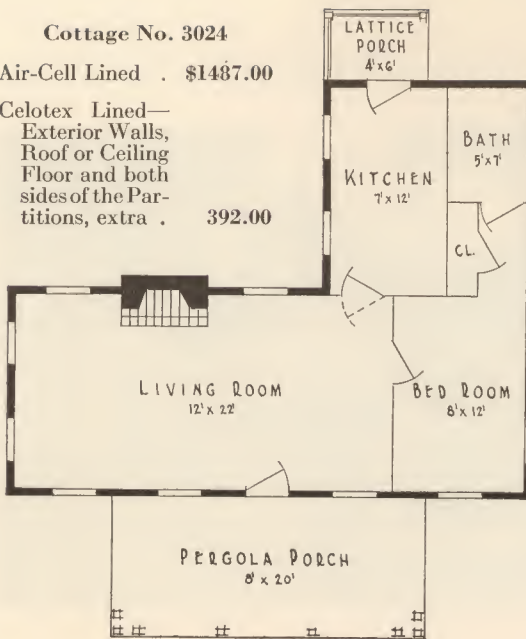 Cottage No. 3024
Air-Cell Lined . $1487.00
Celotex Lined—
Exterior Walls,
Roof or Ceiling
Floor and both
sides of the Par-
titions, extra . 392.00
LATTICE
PORCH
4' x 6'
BATH
5' x 7'
KITCHEN
7' x 12'
CL.
LIVING ROOM
12' x 22'
BED ROOM
8' x 12'
PERGOLA PORCH
8' x 20'